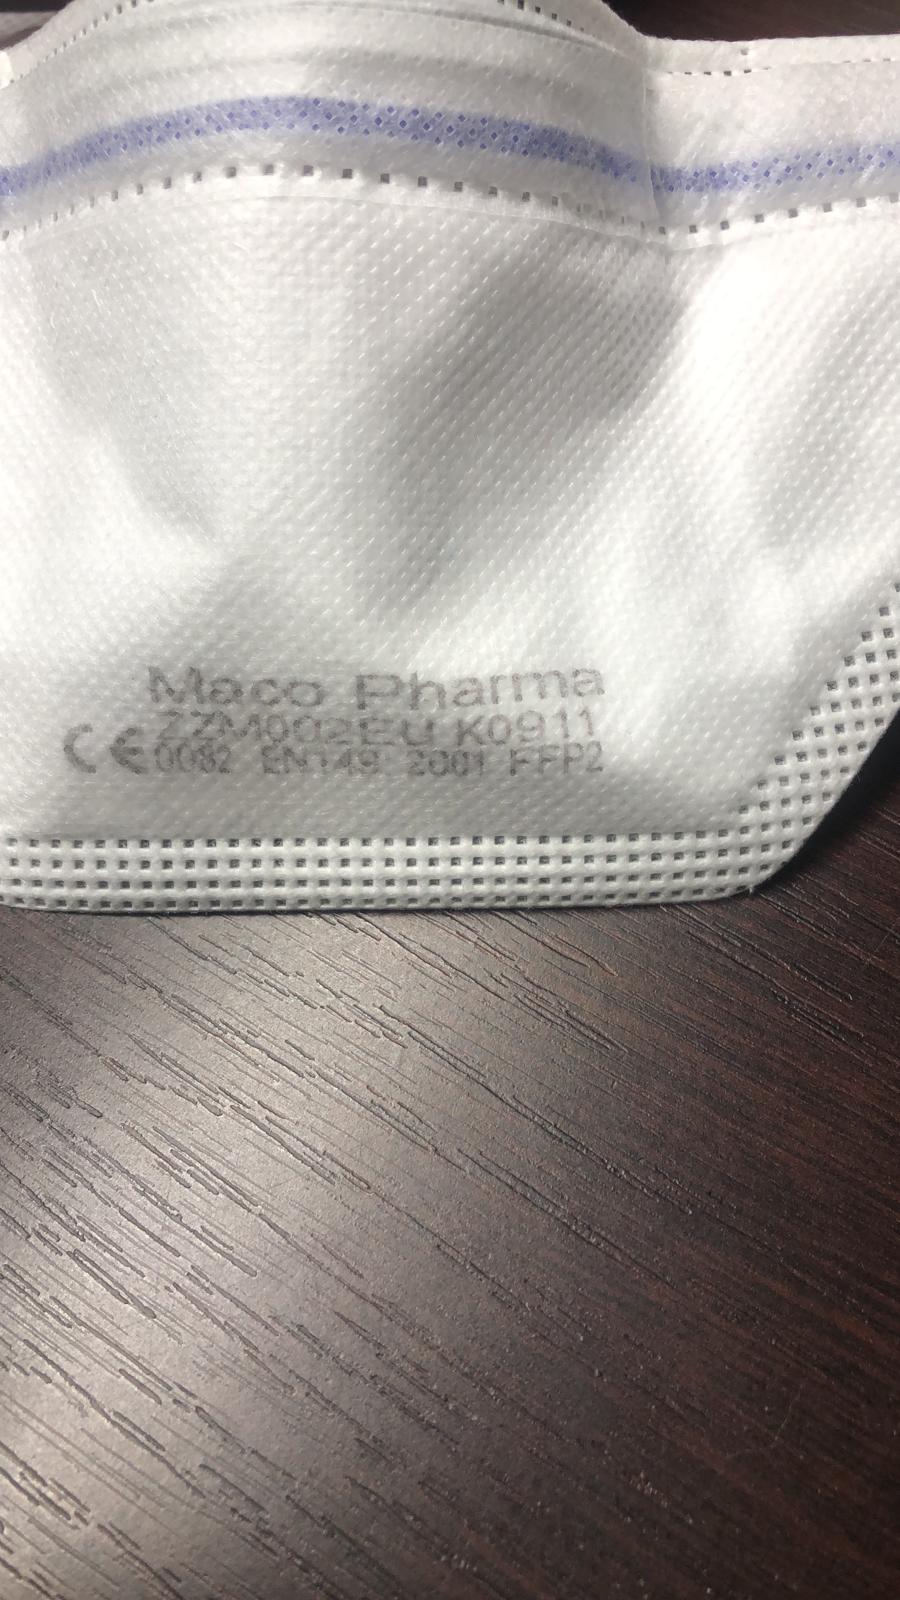 Maco Pharma
ZZM002EU K0911
CE 0082 EN149: 2001 FFP2